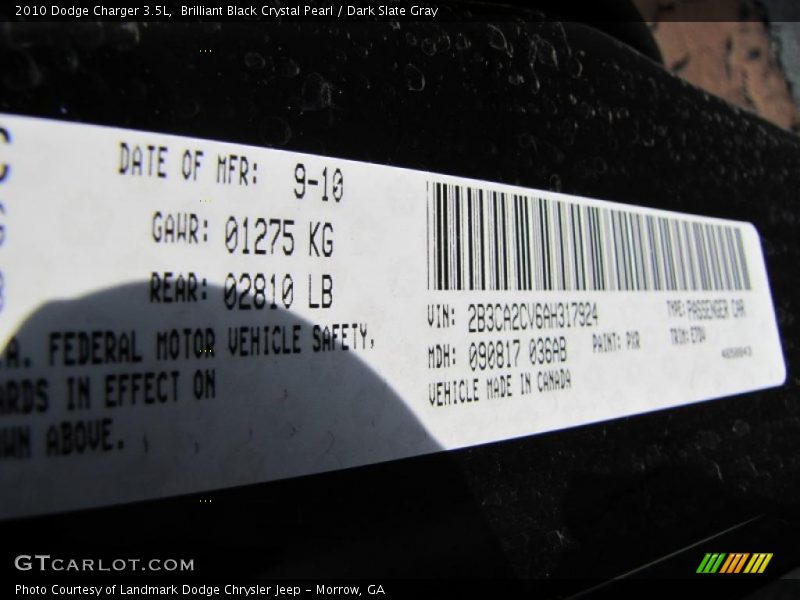 2010 Dodge Charger 3.5L,  Brilliant Black Crystal Pearl / Dark Slate Gray
DATE OF MFR: 9-10
GAWR: 01275 KG
REAR: 02810 LB
.A. FEDERAL MOTOR VEHICLE SAFETY,
ARDS IN EFFECT ON
WN ABOVE.
VIN: 2B3CA2CV6AH317924
TYPE: PASSENGER CAR
MDH: 090817 036AB
PAINT: PXR
TRIM:
VEHICLE MADE IN CANADA
GTCARLOT.COM
Photo Courtesy of Landmark Dodge Chrysler Jeep – Morrow, GA